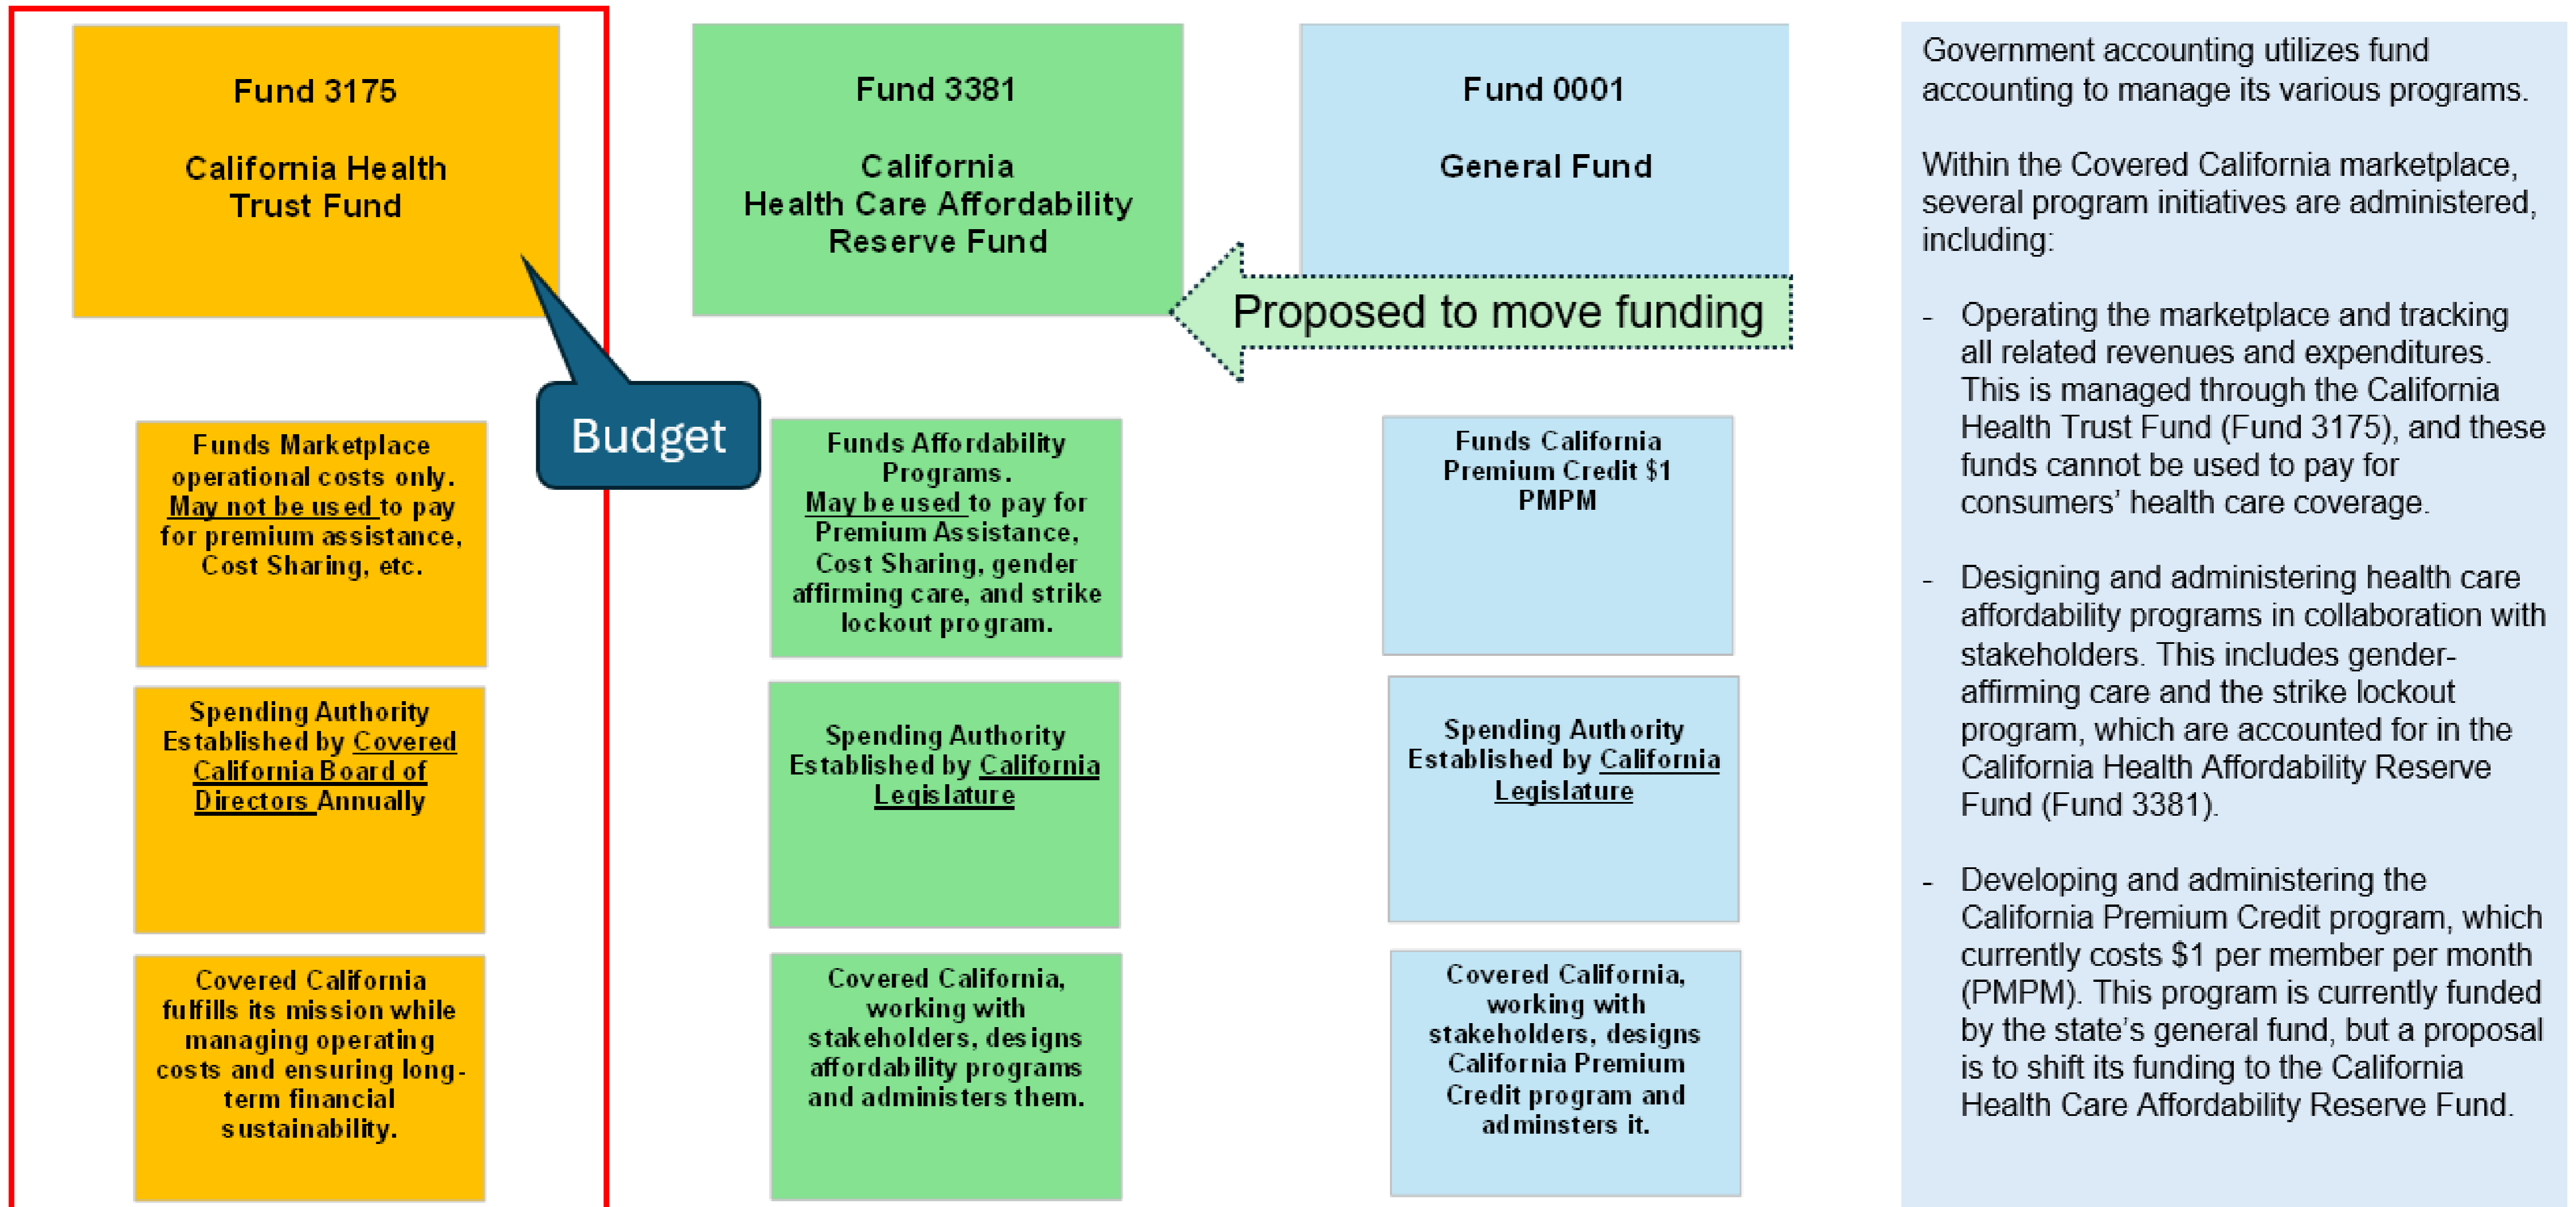 Fund 3175
California Health
Trust Fund
Budget
Funds Marketplace
operational costs only.
May not be used to pay
for premium assistance,
Cost Sharing, etc.
Spending Authority
Established by Covered
California Board of
Directors Annually
Covered California
fulfills its mission while
managing operating
costs and ensuring long-
term financial
sustainability.
Fund 3381
California
Health Care Affordability
Reserve Fund
Funds Affordability
Programs.
May be used to pay for
Premium Assistance,
Cost Sharing, gender
affirming care, and strike
lockout program.
Spending Authority
Established by California
Legislature
Covered California,
working with
stakeholders, designs
affordability programs
and administers them.
Fund 0001
General Fund
Proposed to move funding
Funds California
Premium Credit $1
PMPM
Spending Authority
Established by California
Legislature
Covered California,
working with
stakeholders, designs
California Premium
Credit program and
adminsters it.
Government accounting utilizes fund
accounting to manage its various programs.
Within the Covered California marketplace,
several program initiatives are administered,
including:
- Operating the marketplace and tracking
all related revenues and expenditures.
This is managed through the California
Health Trust Fund (Fund 3175), and these
funds cannot be used to pay for
consumers’ health care coverage.
- Designing and administering health care
affordability programs in collaboration with
stakeholders. This includes gender-
affirming care and the strike lockout
program, which are accounted for in the
California Health Affordability Reserve
Fund (Fund 3381).
- Developing and administering the
California Premium Credit program, which
currently costs $1 per member per month
(PMPM). This program is currently funded
by the state’s general fund, but a proposal
is to shift its funding to the California
Health Care Affordability Reserve Fund.